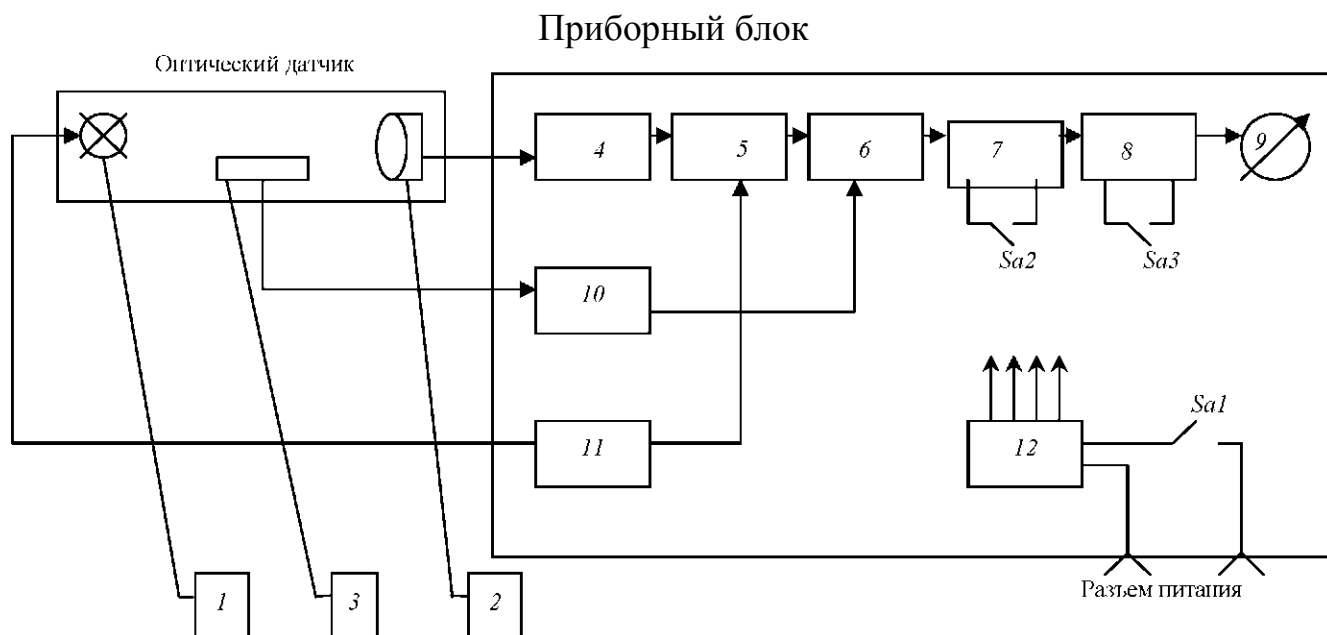 Приборный блок
Оптический датчик
4
5
6
7
8
9
Sa2
Sa3
10
11
12
Sa1
Разъем питания
1
3
2